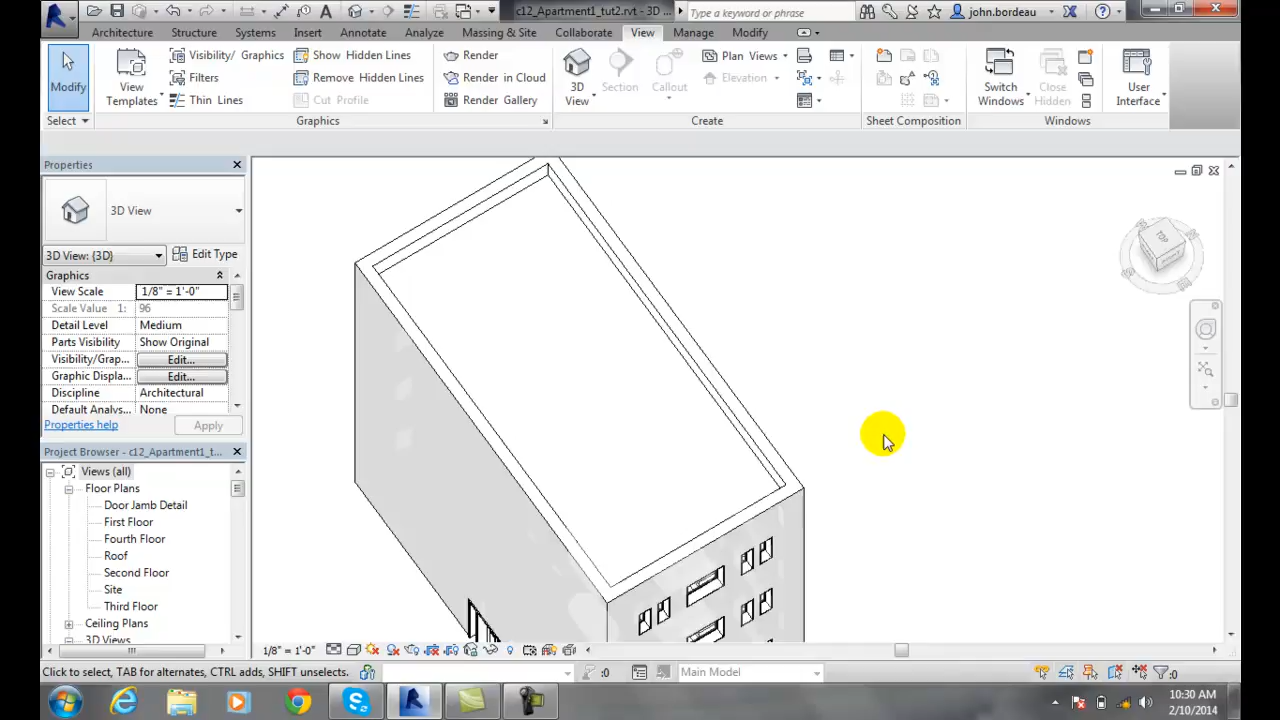 c12_Apartment1_tut2.rvt - 3D ...
Type a keyword or phrase
john.bordeau
Architecture Structure Systems Insert Annotate Analyze Massing & Site Collaborate View Manage Modify
Modify
View Templates
Visibility/ Graphics
Filters
Thin Lines
Show Hidden Lines
Remove Hidden Lines
Cut Profile
Render
Render in Cloud
Render Gallery
3D View
Section
Callout
Plan Views
Elevation
Switch Windows
Close Hidden
User Interface
Select
Graphics
Create
Sheet Composition
Windows
Properties
3D View
3D View: {3D}
Edit Type
Graphics
View Scale 1/8" = 1'-0"
Scale Value 1: 96
Detail Level Medium
Parts Visibility Show Original
Visibility/Grap... Edit...
Graphic Displa... Edit...
Discipline Architectural
Default Analys... None
Properties help
Apply
Project Browser - c12_Apartment1_t...
Views (all)
Floor Plans
Door Jamb Detail
First Floor
Fourth Floor
Roof
Second Floor
Site
Third Floor
Ceiling Plans
3D Views
TOP
1/8" = 1'-0"
Click to select, TAB for alternates, CTRL adds, SHIFT unselects.
:0
Main Model
:0
10:30 AM
2/10/2014